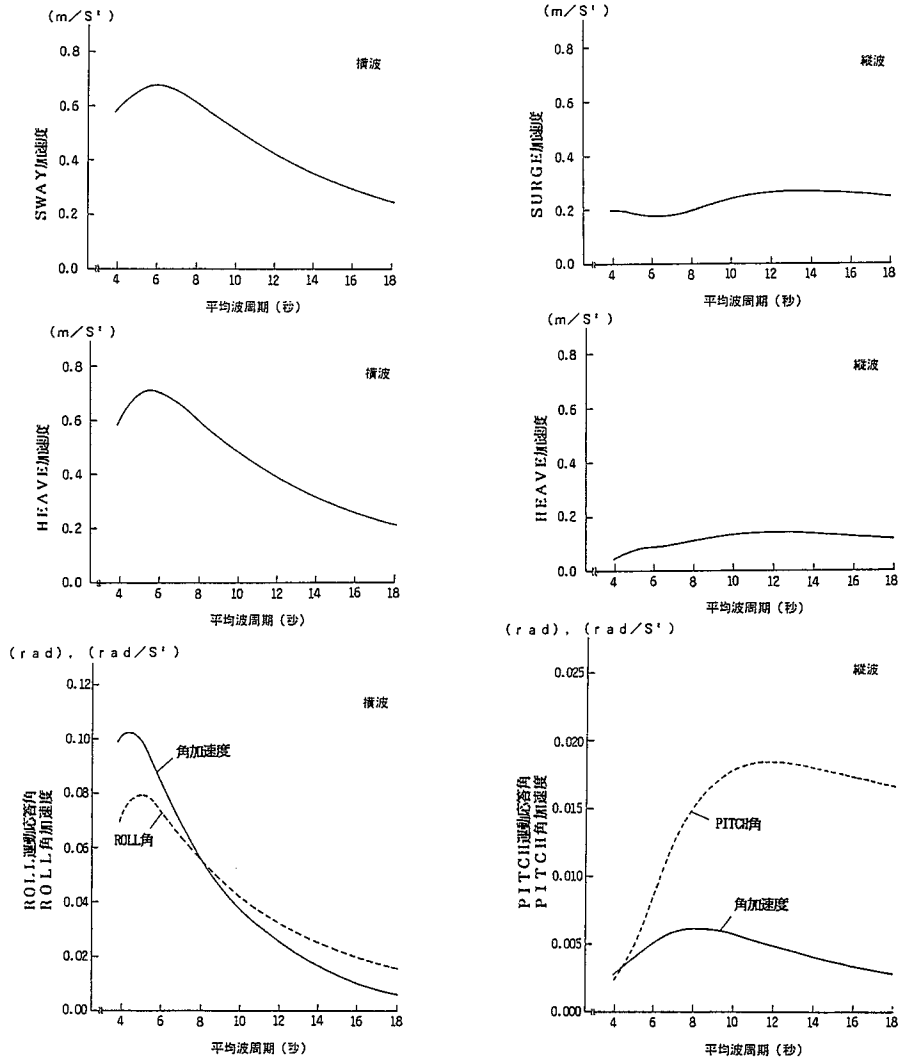 (m/S²)
0.8
0.6
0.4
0.2
0.0
SWAY加速度
横波
4 6 8 10 12 14 16 18
平均波周期(秒)
(m/S²)
0.8
0.6
0.4
0.2
0.0
SURGE加速度
縦波
4 6 8 10 12 14 16 18
平均波周期(秒)
(m/S²)
0.8
0.6
0.4
0.2
0.0
HEAVE加速度
横波
4 6 8 10 12 14 16 18
平均波周期(秒)
(m/S²)
0.8
0.6
0.4
0.2
0.0
HEAVE加速度
縦波
4 6 8 10 12 14 16 18
平均波周期(秒)
(rad), (rad/S²)
0.12
0.10
0.08
0.06
0.04
0.02
0.00
ROLL運動応答角
ROLL角加速度
横波
角加速度
ROLL角
4 6 8 10 12 14 16 18
平均波周期(秒)
(rad), (rad/S²)
0.025
0.020
0.015
0.010
0.005
0.000
PITCH運動応答角
PITCH角加速度
縦波
PITCH角
角加速度
4 6 8 10 12 14 16 18
平均波周期(秒)